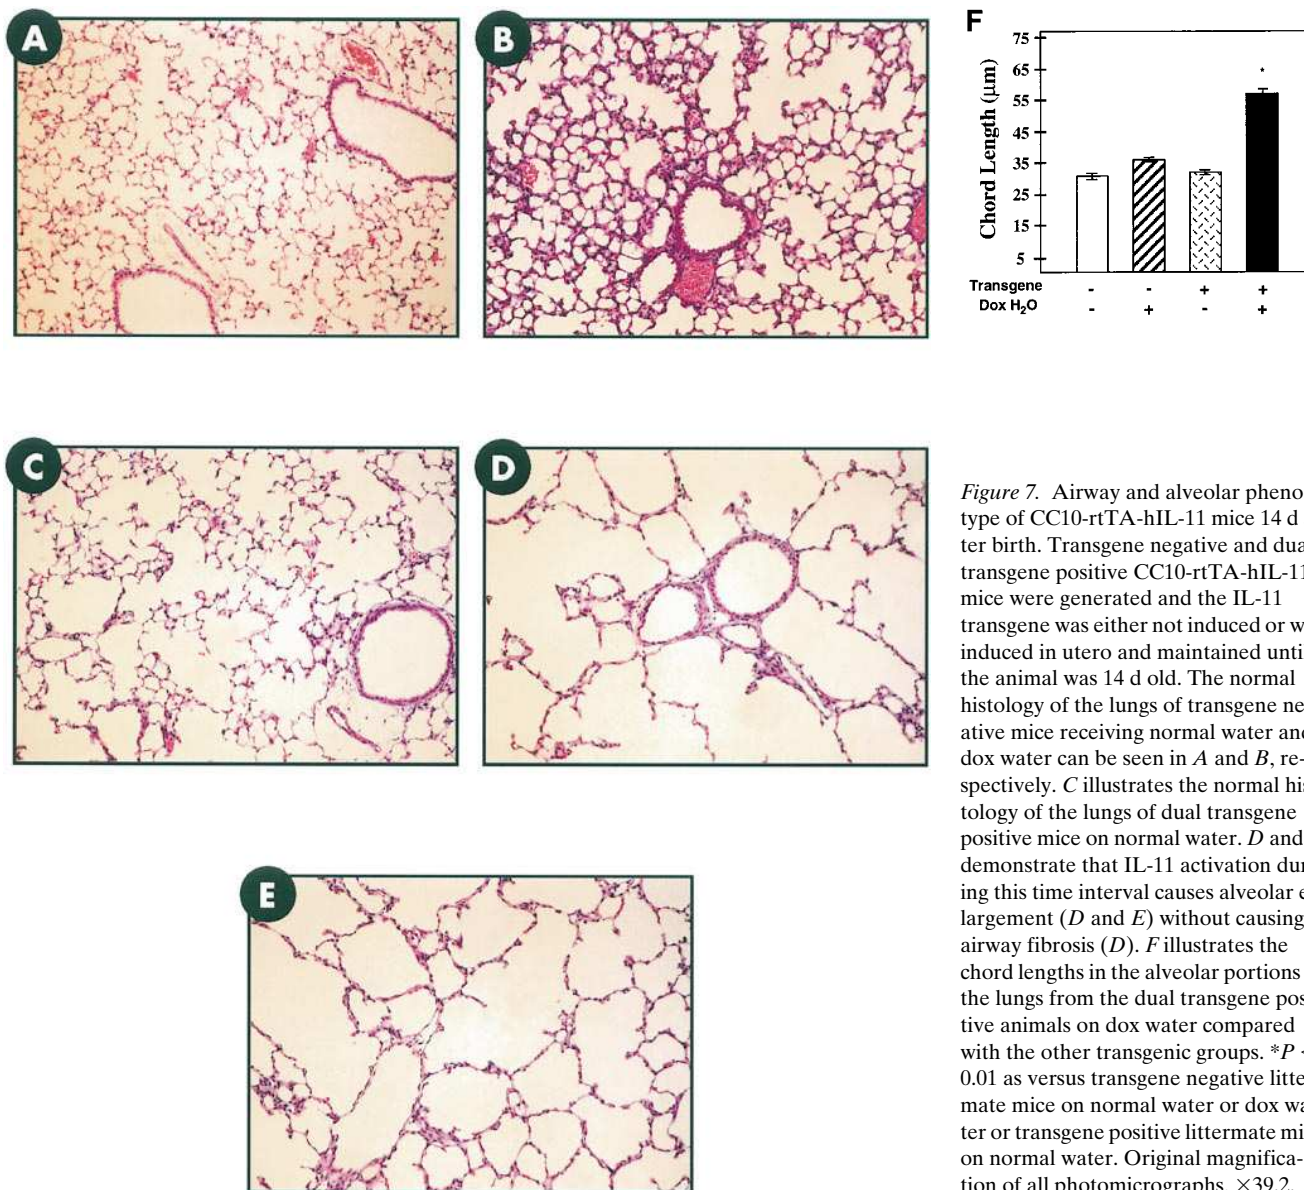 A
B
F
75
65
55
45
35
25
15
5
Chord Length (μm)
Transgene - - + +
Dox H₂O - + - +
*
C
D
E
Figure 7. Airway and alveolar pheno
type of CC10-rtTA-hIL-11 mice 14 d
ter birth. Transgene negative and dua
transgene positive CC10-rtTA-hIL-11
mice were generated and the IL-11
transgene was either not induced or w
induced in utero and maintained unti
the animal was 14 d old. The normal
histology of the lungs of transgene ne
ative mice receiving normal water and
dox water can be seen in A and B, re-
spectively. C illustrates the normal his
tology of the lungs of dual transgene
positive mice on normal water. D and
demonstrate that IL-11 activation dur
ing this time interval causes alveolar e
largement (D and E) without causing
airway fibrosis (D). F illustrates the
chord lengths in the alveolar portions
the lungs from the dual transgene pos
tive animals on dox water compared
with the other transgenic groups. *P <
0.01 as versus transgene negative litte
mate mice on normal water or dox wa
ter or transgene positive littermate mi
on normal water. Original magnifica-
tion of all photomicrographs, ×39.2.